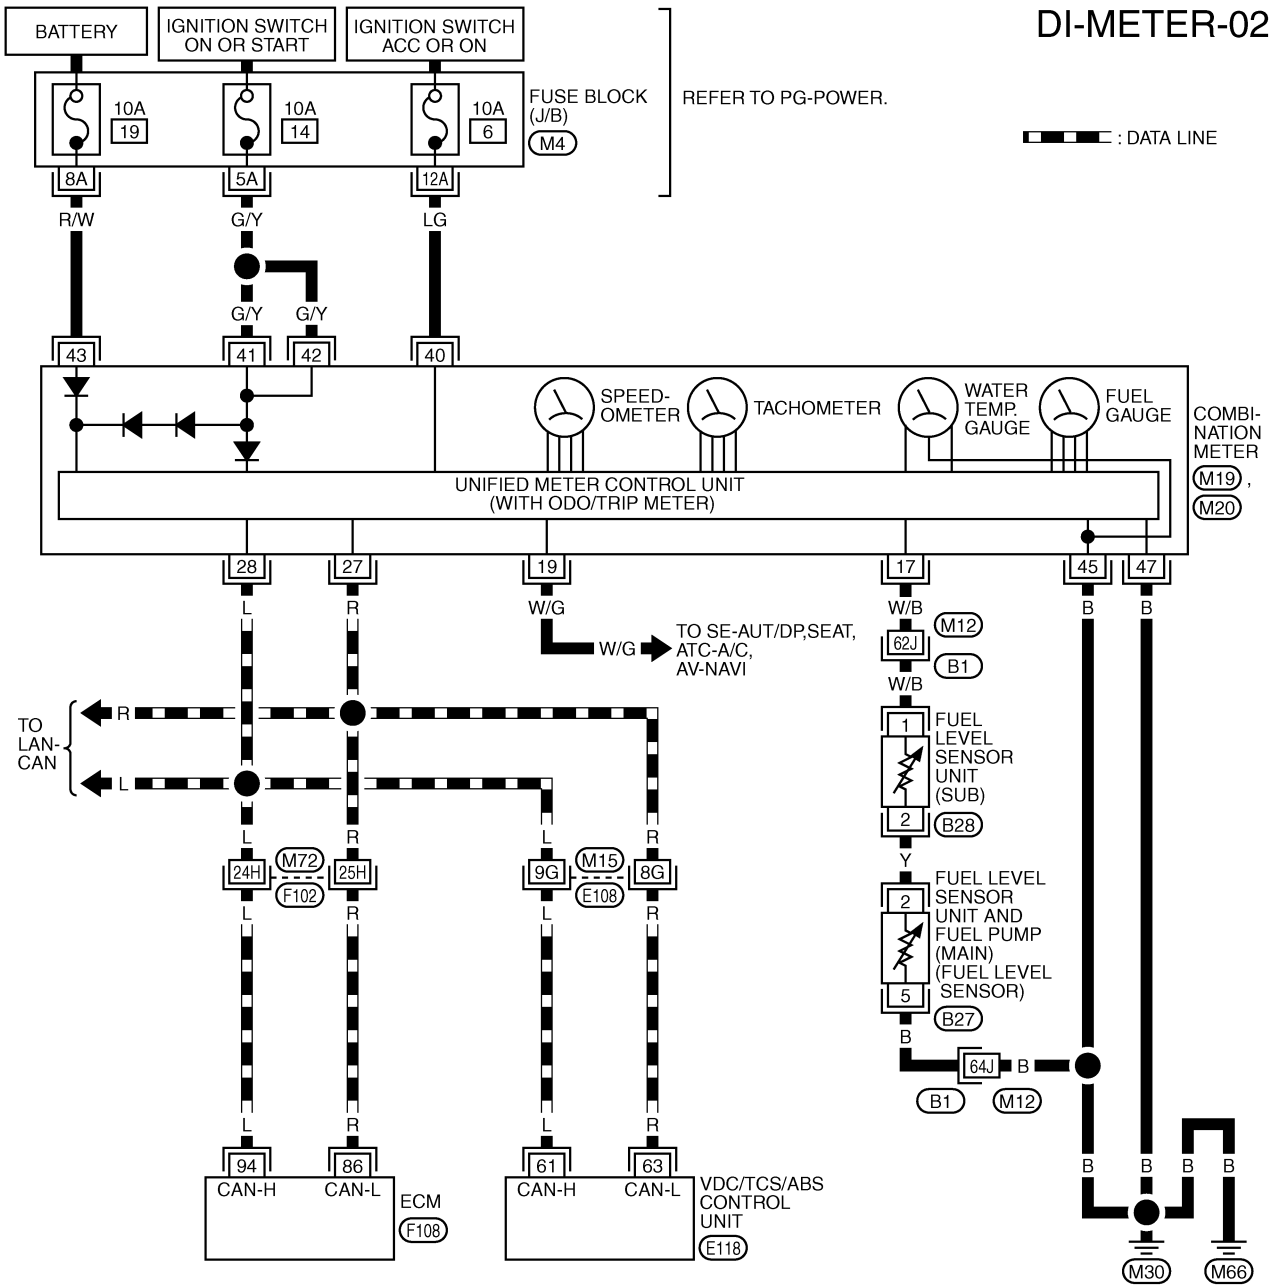 DI-METER-02
BATTERY
IGNITION SWITCH
ON OR START
IGNITION SWITCH
ACC OR ON
10A
19
10A
14
10A
6
FUSE BLOCK
(J/B)
M4
REFER TO PG-POWER.
: DATA LINE
8A
5A
12A
R/W
G/Y
LG
G/Y
G/Y
43
41
42
40
SPEED-
OMETER
TACHOMETER
WATER
TEMP.
GAUGE
FUEL
GAUGE
COMBI-
NATION
METER
M19 ,
M20
UNIFIED METER CONTROL UNIT
(WITH ODO/TRIP METER)
28
27
19
17
45
47
L
R
W/G
W/B
B
B
W/G
TO SE-AUT/DP,SEAT,
ATC-A/C,
AV-NAVI
M12
62J
B1
W/B
TO
LAN-
CAN
R
L
1
FUEL
LEVEL
SENSOR
UNIT
(SUB)
2
B28
Y
L
R
L
R
24H
M72
F102
25H
9G
M15
E108
8G
L
R
L
R
2
FUEL LEVEL
SENSOR
UNIT AND
FUEL PUMP
(MAIN)
(FUEL LEVEL
SENSOR)
5
B27
B
64J
B
B1
M12
L
R
L
R
94
86
61
63
CAN-H
CAN-L
ECM
F108
CAN-H
CAN-L
VDC/TCS/ABS
CONTROL
UNIT
E118
B
B
B
B
M30
M66